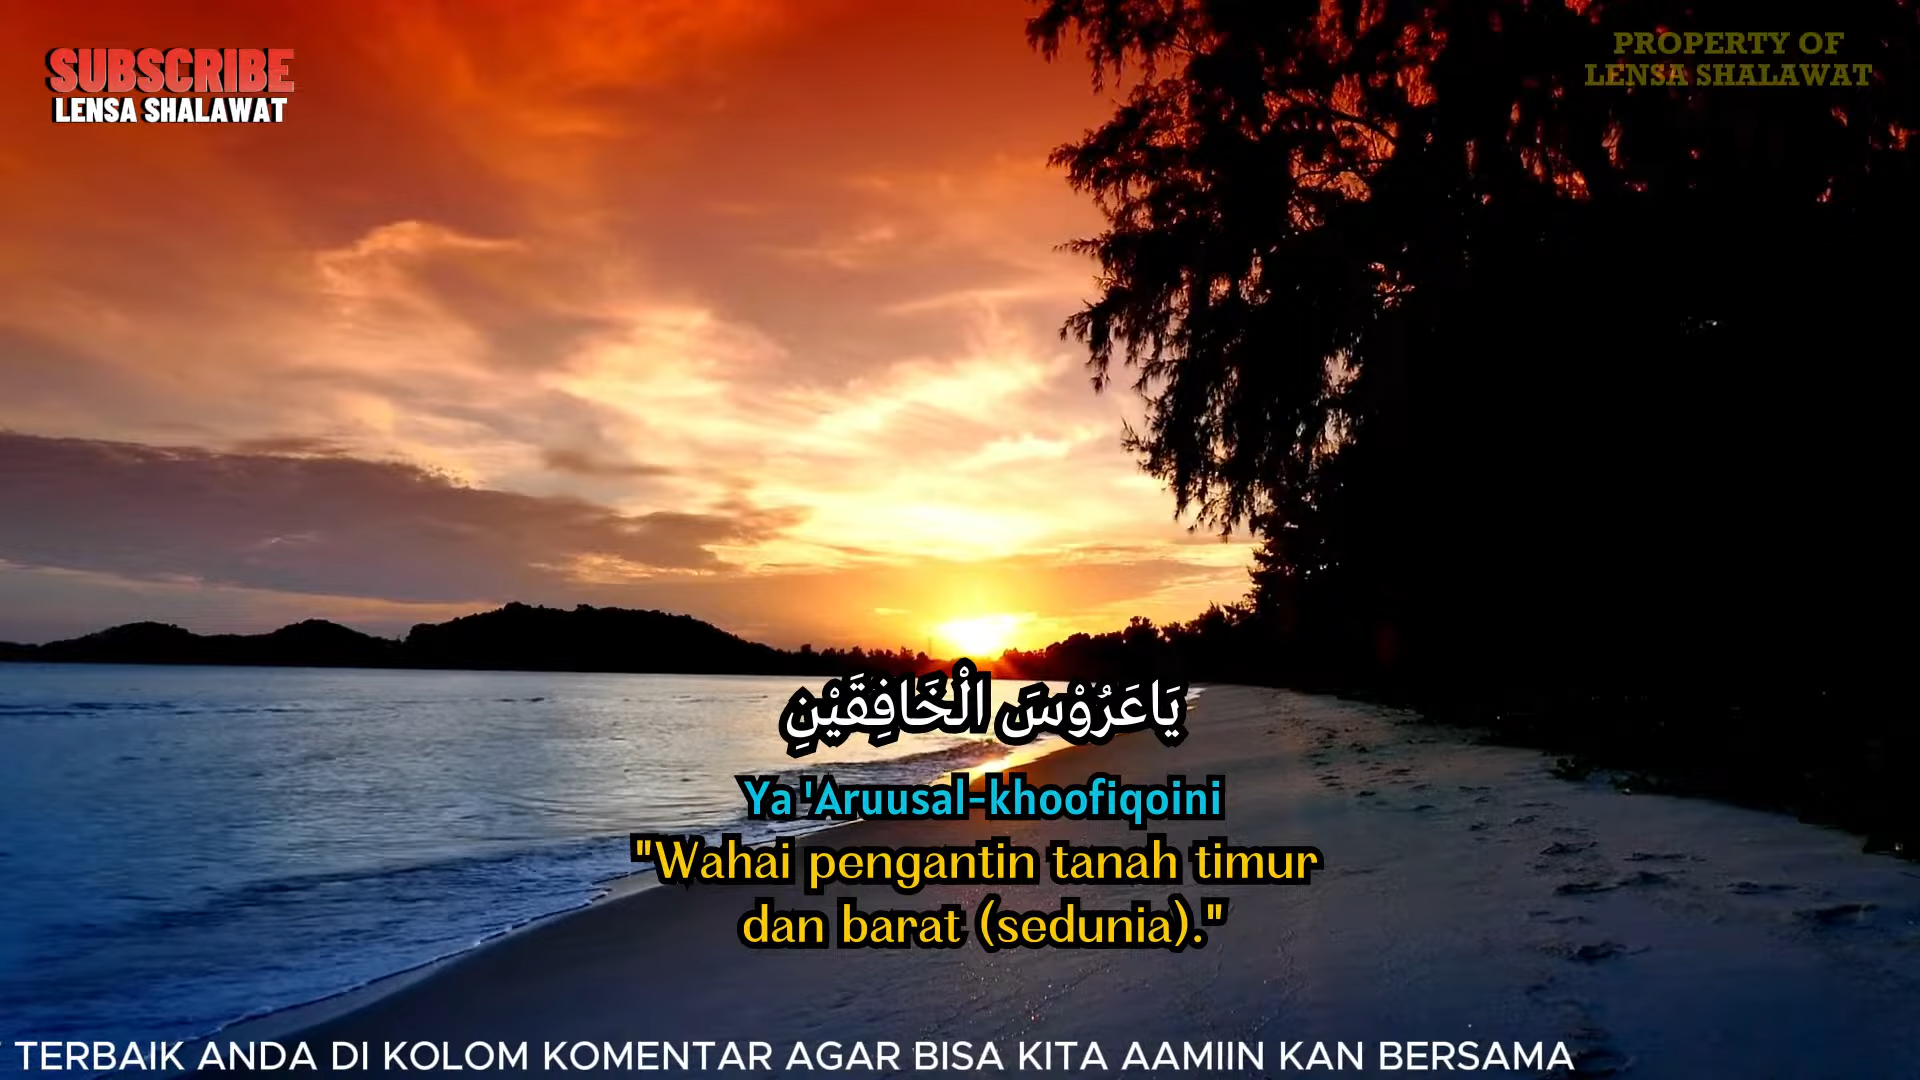 SUBSCRIBE
LENSA SHALAWAT
PROPERTY OF
LENSA SHALAWAT
يَاعَرُوْسَ الْخَافِقَيْنِ
Ya 'Aruusal-khoofiqoini
"Wahai pengantin tanah timur
dan barat (sedunia)."
TERBAIK ANDA DI KOLOM KOMENTAR AGAR BISA KITA AAMIIN KAN BERSAMA